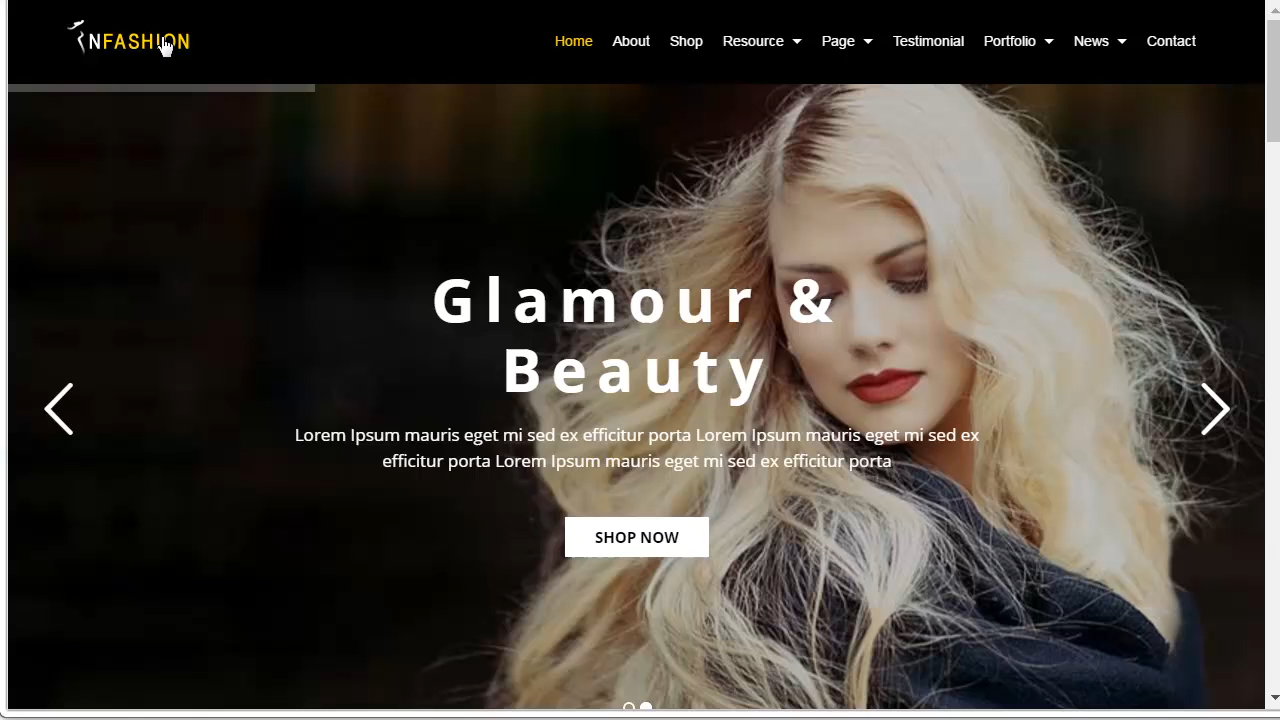 INFASHION
Home About Shop Resource Page Testimonial Portfolio News Contact
Glamour &
Beauty
Lorem Ipsum mauris eget mi sed ex efficitur porta Lorem Ipsum mauris eget mi sed ex
efficitur porta Lorem Ipsum mauris eget mi sed ex efficitur porta
SHOP NOW